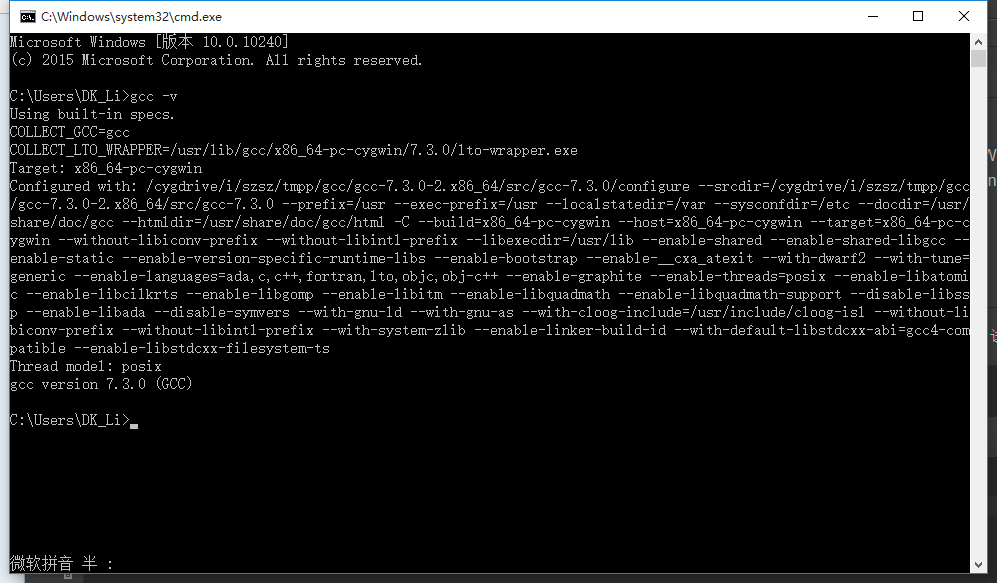 C:\Windows\system32\cmd.exe
Microsoft Windows [版本 10.0.10240]
(c) 2015 Microsoft Corporation. All rights reserved.
C:\Users\DK_Li>gcc -v
Using built-in specs.
COLLECT_GCC=gcc
COLLECT_LTO_WRAPPER=/usr/lib/gcc/x86_64-pc-cygwin/7.3.0/lto-wrapper.exe
Target: x86_64-pc-cygwin
Configured with: /cygdrive/i/szsz/tmpp/gcc/gcc-7.3.0-2.x86_64/src/gcc-7.3.0/configure --srcdir=/cygdrive/i/szsz/tmpp/gcc
/gcc-7.3.0-2.x86_64/src/gcc-7.3.0 --prefix=/usr --exec-prefix=/usr --localstatedir=/var --sysconfdir=/etc --docdir=/usr/
share/doc/gcc --htmldir=/usr/share/doc/gcc/html -C --build=x86_64-pc-cygwin --host=x86_64-pc-cygwin --target=x86_64-pc-c
ygwin --without-libiconv-prefix --without-libintl-prefix --libexecdir=/usr/lib --enable-shared --enable-shared-libgcc --
enable-static --enable-version-specific-runtime-libs --enable-bootstrap --enable-__cxa_atexit --with-dwarf2 --with-tune=
generic --enable-languages=ada,c,c++,fortran,lto,objc,obj-c++ --enable-graphite --enable-threads=posix --enable-libatomi
c --enable-libcilkrts --enable-libgomp --enable-libitm --enable-libquadmath --enable-libquadmath-support --disable-libss
p --enable-libada --disable-symvers --with-gnu-ld --with-gnu-as --with-cloog-include=/usr/include/cloog-isl --without-li
biconv-prefix --without-libintl-prefix --with-system-zlib --enable-linker-build-id --with-default-libstdcxx-abi=gcc4-com
patible --enable-libstdcxx-filesystem-ts
Thread model: posix
gcc version 7.3.0 (GCC)
C:\Users\DK_Li>
微软拼音 半 :